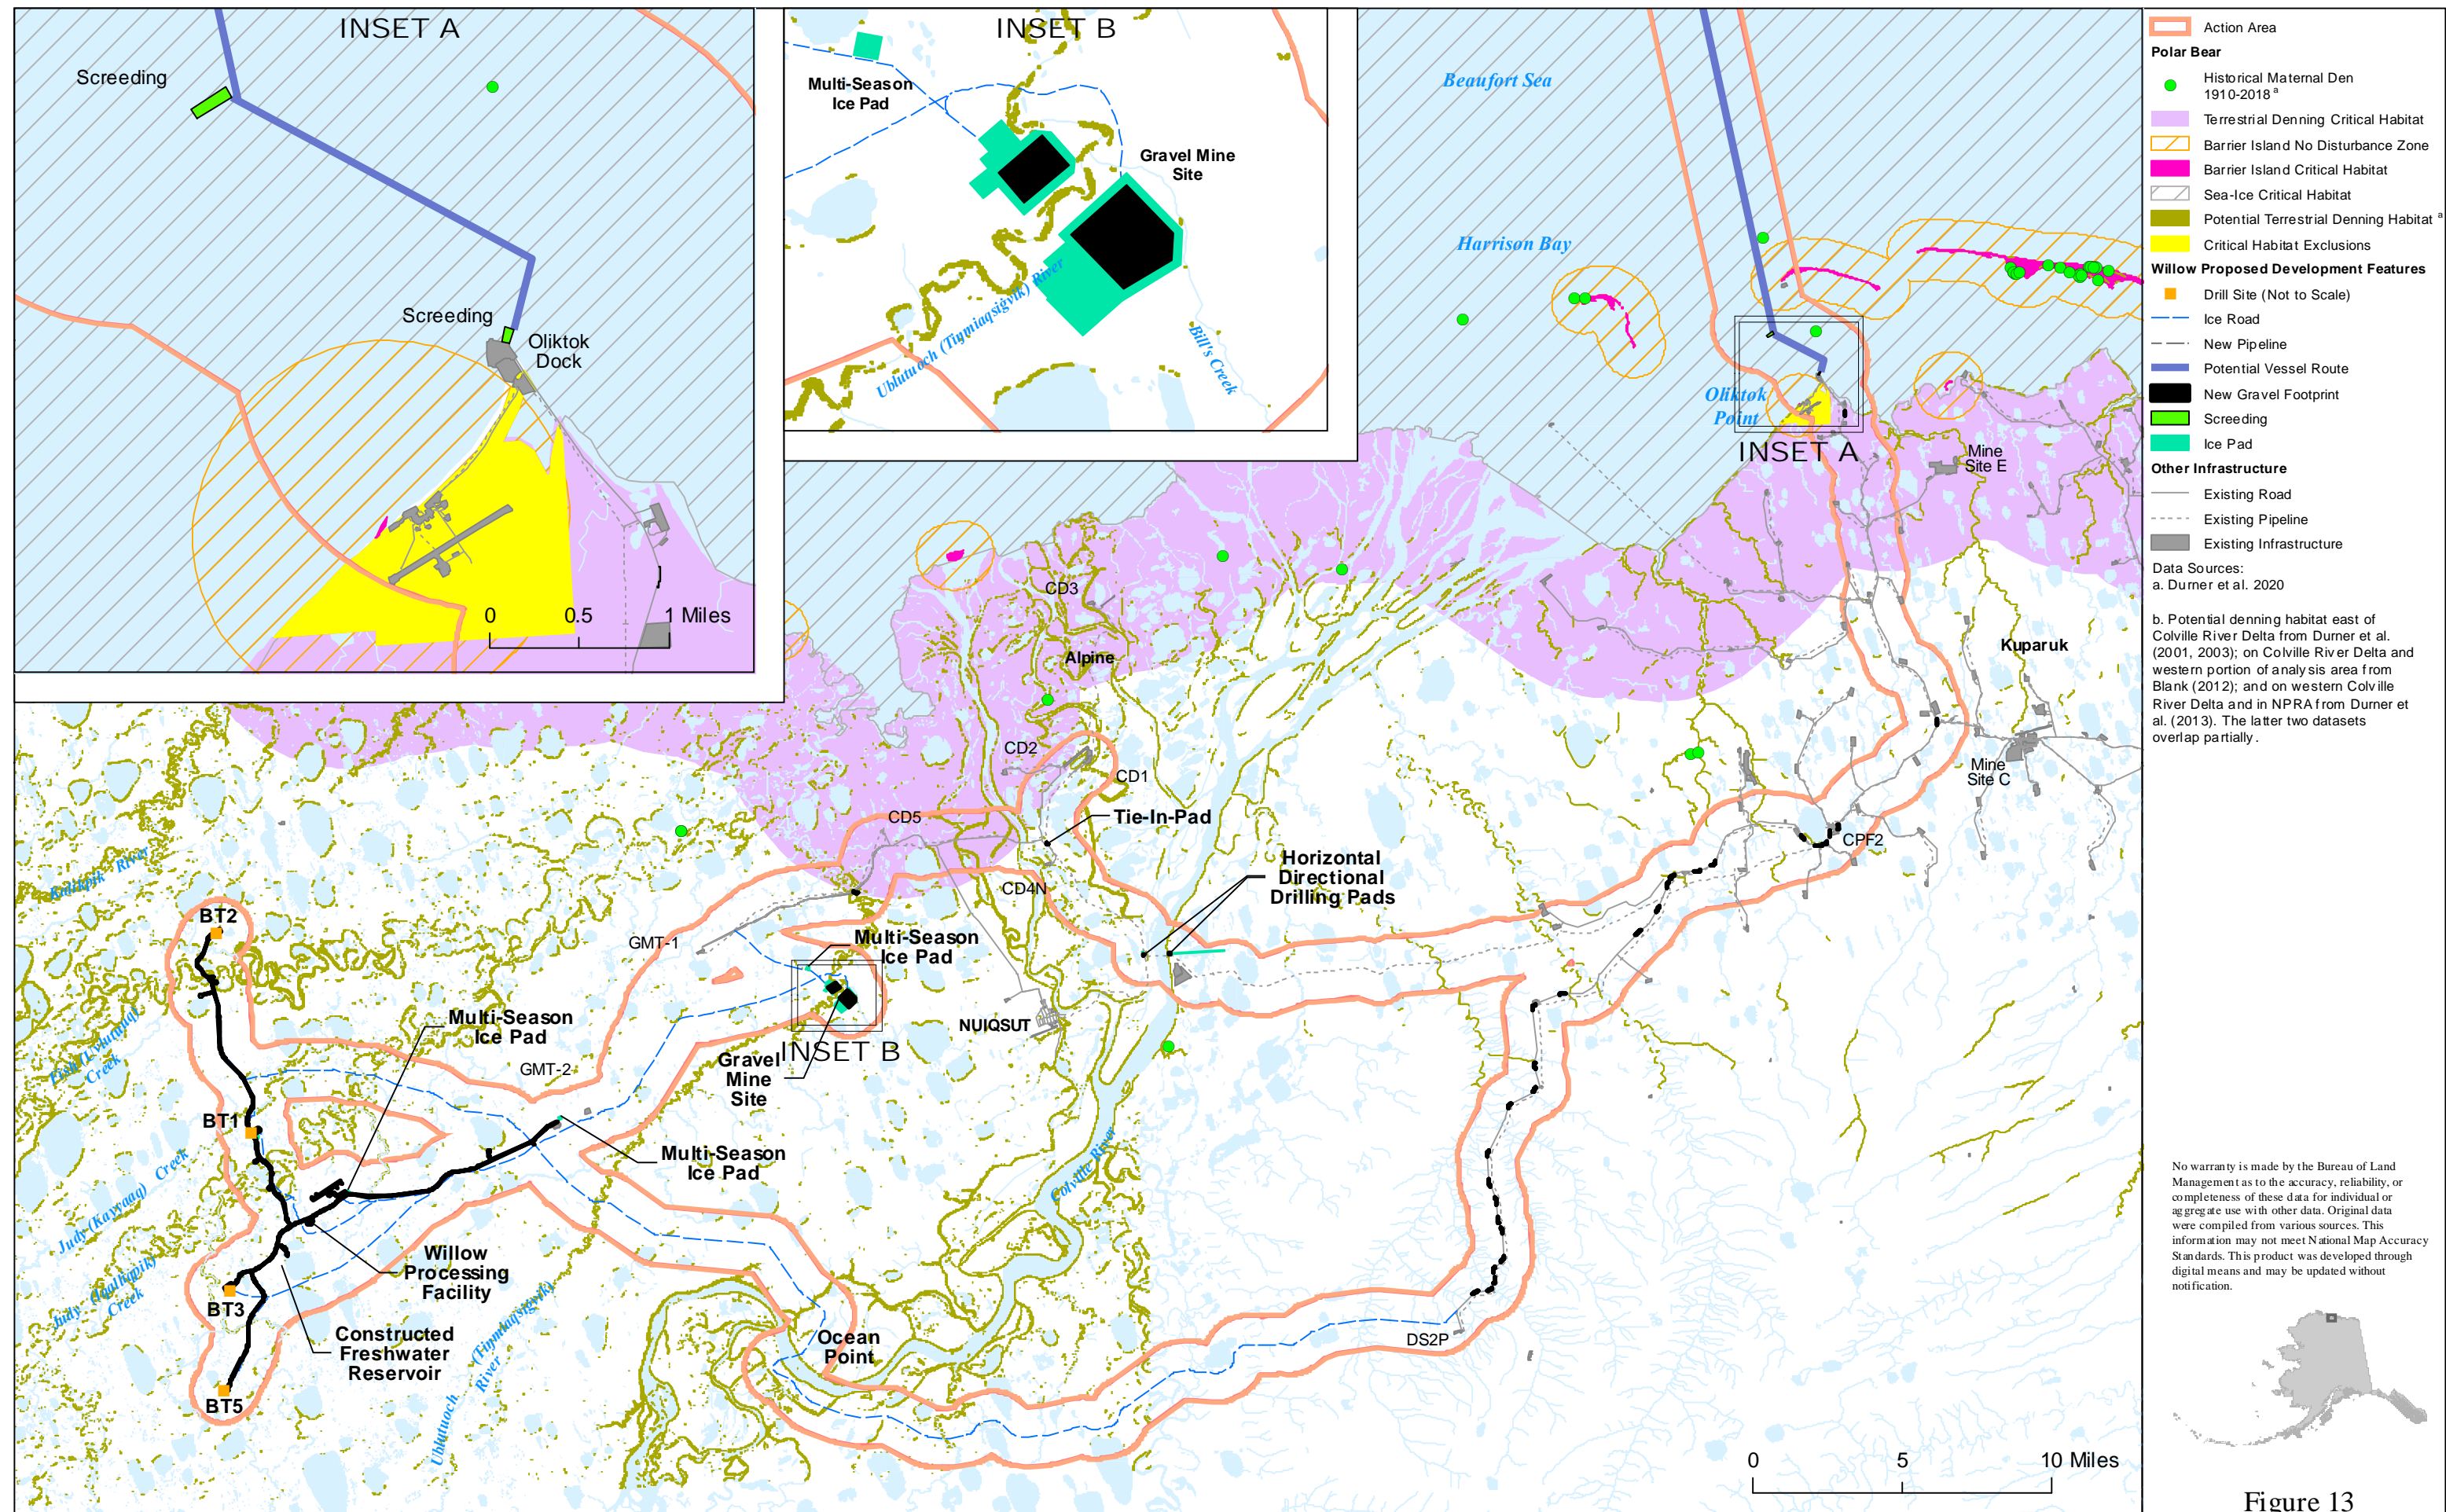 INSET A
Screeding
Screeding
Oliktok
Dock
0 0.5 1 Miles
INSET B
Multi-Season
Ice Pad
Gravel Mine
Site
Ublutuoch (Tiŋmiaqsiġvik) River
Bill's Creek
Beaufort Sea
Harrison Bay
Oliktok
Point
INSET A
Mine
Site E
Kuparuk
Mine
Site C
CD3
Alpine
CD2
CD1
CD5
Tie-In-Pad
CPF2
CD4N
Horizontal
Directional
Drilling Pads
Kalikpik River
BT2
GMT-1
Multi-Season
Ice Pad
NUIQSUT
INSET B
Gravel
Mine
Site
Multi-Season
Ice Pad
GMT-2
Creek
BT1
Multi-Season
Ice Pad
Judy (Kayyaaq) Creek
Colville River
Willow
Processing
Facility
Judy (Iqalliqpik)
Creek
BT3
Constructed
Freshwater
Reservoir
Ublutuoch (Tiŋmiaqsiġvik)
River
Ocean
Point
DS2P
BT5
0 5 10 Miles
Action Area
Polar Bear
Historical Maternal Den
1910-2018 a
Terrestrial Denning Critical Habitat
Barrier Island No Disturbance Zone
Barrier Island Critical Habitat
Sea-Ice Critical Habitat
Potential Terrestrial Denning Habitat a
Critical Habitat Exclusions
Willow Proposed Development Features
Drill Site (Not to Scale)
Ice Road
New Pipeline
Potential Vessel Route
New Gravel Footprint
Screeding
Ice Pad
Other Infrastructure
Existing Road
Existing Pipeline
Existing Infrastructure
Data Sources:
a. Durner et al. 2020
b. Potential denning habitat east of
Colville River Delta from Durner et al.
(2001, 2003); on Colville River Delta and
western portion of analysis area from
Blank (2012); and on western Colville
River Delta and in NPRA from Durner et
al. (2013). The latter two datasets
overlap partially.
No warranty is made by the Bureau of Land
Management as to the accuracy, reliability, or
completeness of these data for individual or
aggregate use with other data. Original data
were compiled from various sources. This
information may not meet National Map Accuracy
Standards. This product was developed through
digital means and may be updated without
notification.
Figure 13